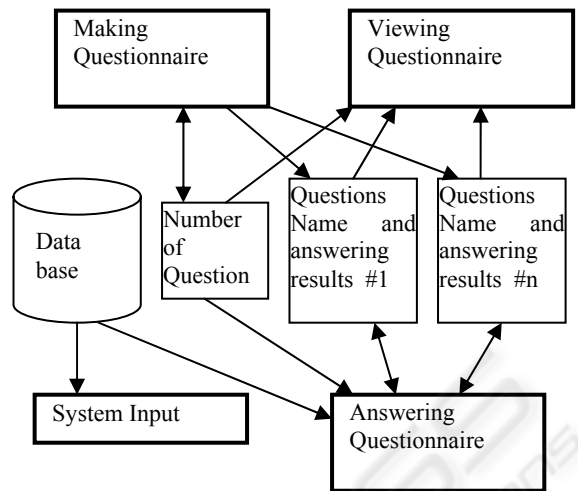 Making
Questionnaire
Viewing
Questionnaire
Data
base
Number
of
Question
Questions
Name and
answering
results #1
Questions
Name and
answering
results #n
System Input
Answering
Questionnaire